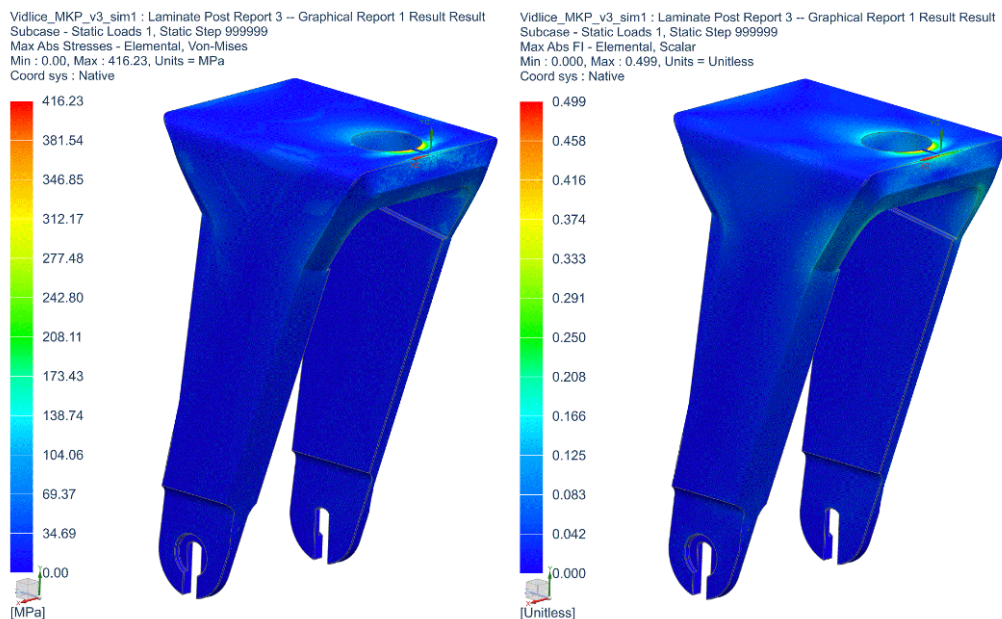 Vidlice_MKP_v3_sim1 : Laminate Post Report 3 -- Graphical Report 1 Result Result
Subcase - Static Loads 1, Static Step 999999
Max Abs Stresses - Elemental, Von-Mises
Min : 0.00, Max : 416.23, Units = MPa
Coord sys : Native
416.23
381.54
346.85
312.17
277.48
242.80
208.11
173.43
138.74
104.06
69.37
34.69
0.00
[MPa]
Vidlice_MKP_v3_sim1 : Laminate Post Report 3 -- Graphical Report 1 Result Result
Subcase - Static Loads 1, Static Step 999999
Max Abs FI - Elemental, Scalar
Min : 0.000, Max : 0.499, Units = Unitless
Coord sys : Native
0.499
0.458
0.416
0.374
0.333
0.291
0.250
0.208
0.166
0.125
0.083
0.042
0.000
[Unitless]